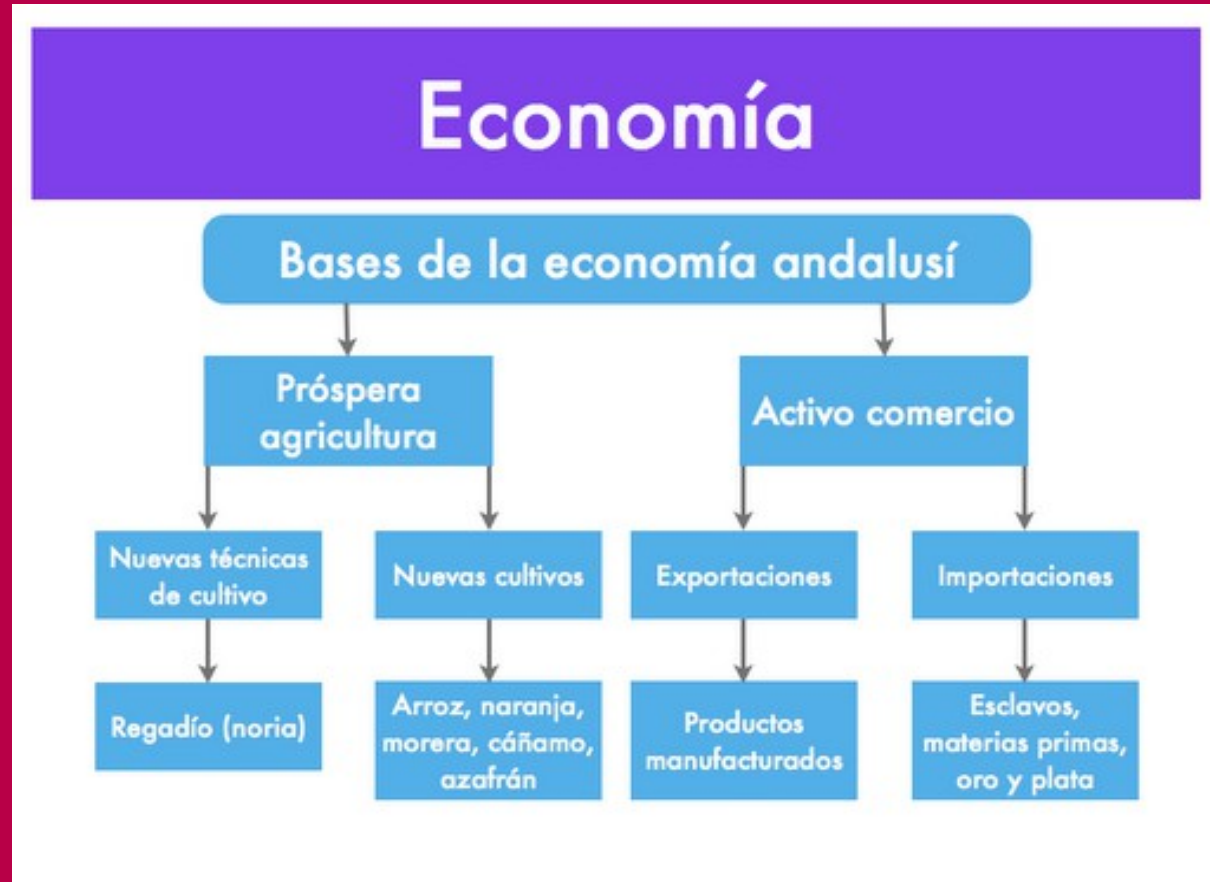 Economía
Bases de la economía andalusí
Próspera
agricultura
Activo comercio
Nuevas técnicas
de cultivo
Nuevas cultivos
Exportaciones
Importaciones
Regadío (noria)
Arroz, naranja,
morera, cáñamo,
azafrán
Productos
manufacturados
Esclavos,
materias primas,
oro y plata